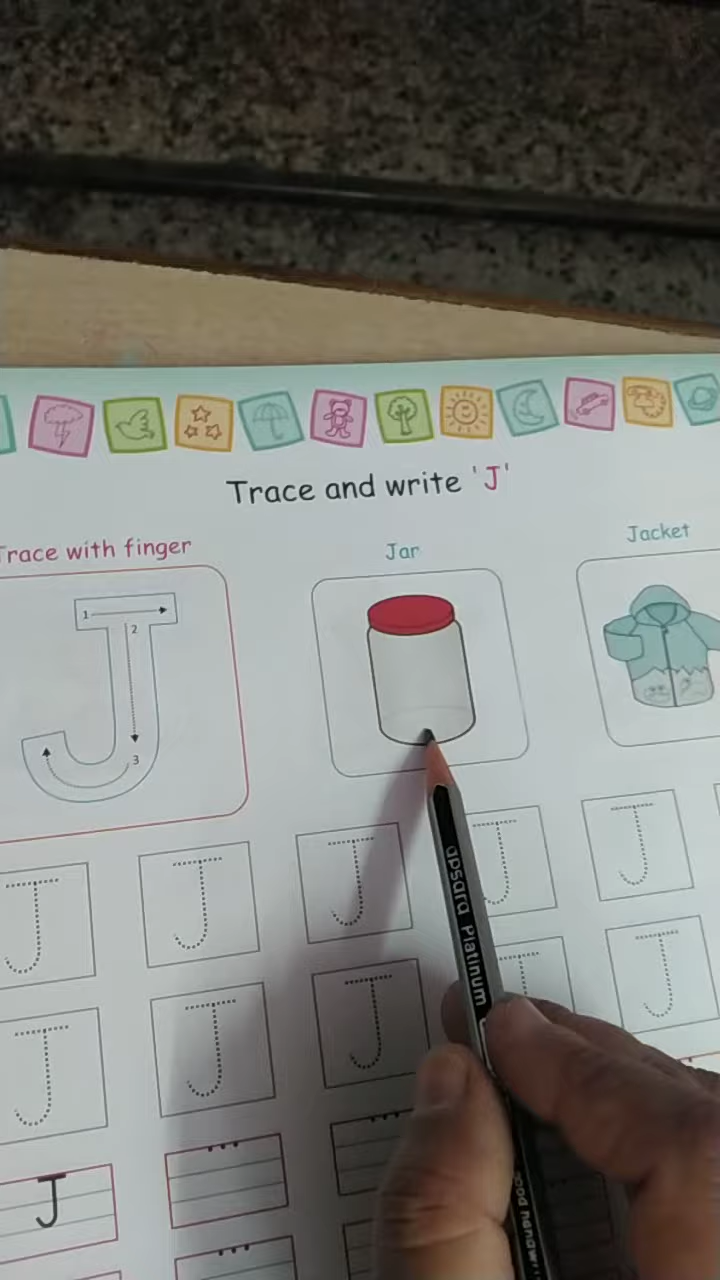 Trace and write 'J'
Trace with finger
Jar
Jacket
1
2
3
J J J J J
J J J J
J
apsara Platinum